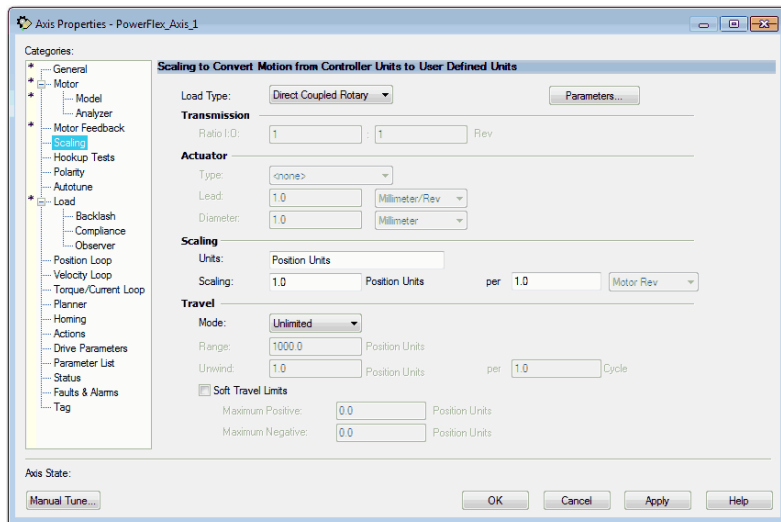 Axis Properties - PowerFlex_Axis_1
Categories:
* General
* Motor
* Model
Analyzer
* Motor Feedback
Scaling
Hookup Tests
Polarity
Autotune
* Load
Backlash
Compliance
Observer
Position Loop
Velocity Loop
Torque/Current Loop
Planner
Homing
Actions
Drive Parameters
Parameter List
Status
Faults & Alarms
Tag
Scaling to Convert Motion from Controller Units to User Defined Units
Load Type: Direct Coupled Rotary Parameters...
Transmission
Ratio I:O: 1 : 1 Rev
Actuator
Type: <none>
Lead: 1.0 Millimeter/Rev
Diameter: 1.0 Millimeter
Scaling
Units: Position Units
Scaling: 1.0 Position Units per 1.0 Motor Rev
Travel
Mode: Unlimited
Range: 1000.0 Position Units
Unwind: 1.0 Position Units per 1.0 Cycle
Soft Travel Limits
Maximum Positive: 0.0 Position Units
Maximum Negative: 0.0 Position Units
Axis State:
Manual Tune... OK Cancel Apply Help